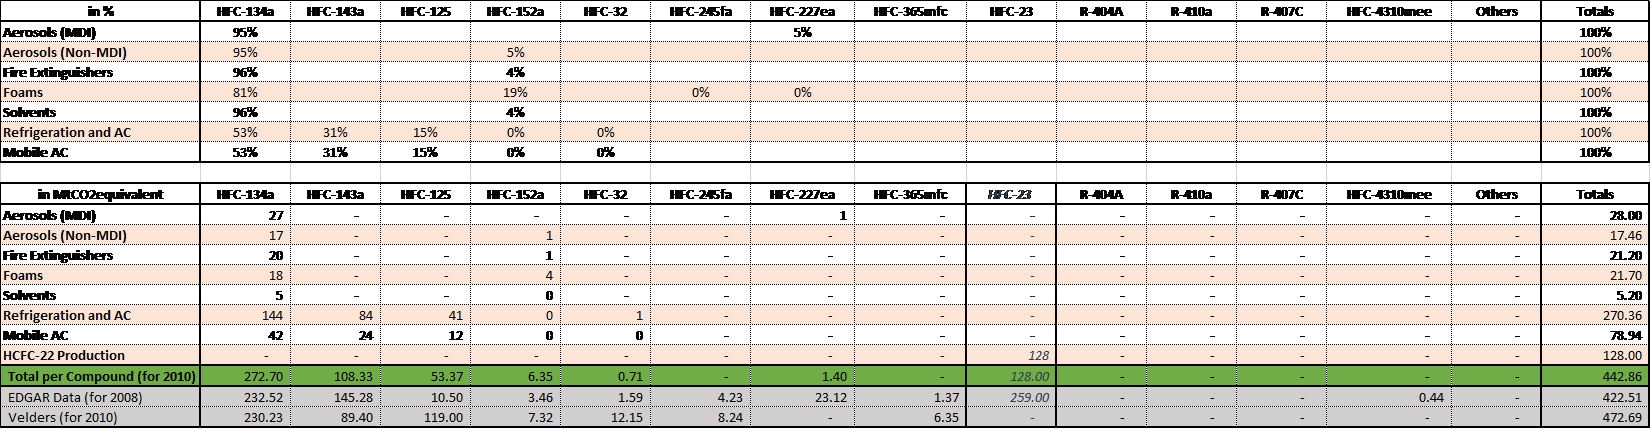 in % HFC-134a HFC-143a HFC-125 HFC-152a HFC-32 HFC-245fa HFC-227ea HFC-365mfc HFC-23 R-404A R-410a R-407C HFC-4310mee Others Totals
Aerosols (MDI) 95% 5% 100%
Aerosols (Non-MDI) 95% 5% 100%
Fire Extinguishers 96% 4% 100%
Foams 81% 19% 0% 0% 100%
Solvents 96% 4% 100%
Refrigeration and AC 53% 31% 15% 0% 0% 100%
Mobile AC 53% 31% 15% 0% 0% 100%
in MtCO2equivalent HFC-134a HFC-143a HFC-125 HFC-152a HFC-32 HFC-245fa HFC-227ea HFC-365mfc HFC-23 R-404A R-410a R-407C HFC-4310mee Others Totals
Aerosols (MDI) 27 - - - - - 1 - - - - - - - 28.00
Aerosols (Non-MDI) 17 - - 1 - - - - - - - - - - 17.46
Fire Extinguishers 20 - - 1 - - - - - - - - - - 21.20
Foams 18 - - 4 - - - - - - - - - - 21.70
Solvents 5 - - 0 - - - - - - - - - - 5.20
Refrigeration and AC 144 84 41 0 1 - - - - - - - - - 270.36
Mobile AC 42 24 12 0 0 - - - - - - - - - 78.94
HCFC-22 Production - - - - - - - - 128 - - - - - 128.00
Total per Compound (for 2010) 272.70 108.33 53.37 6.35 0.71 - 1.40 - 128.00 - - - - - 442.86
EDGAR Data (for 2008) 232.52 145.28 10.50 3.46 1.59 4.23 23.12 1.37 259.00 - - - 0.44 - 422.51
Velders (for 2010) 230.23 89.40 119.00 7.32 12.15 8.24 - 6.35 - - - - - 472.69